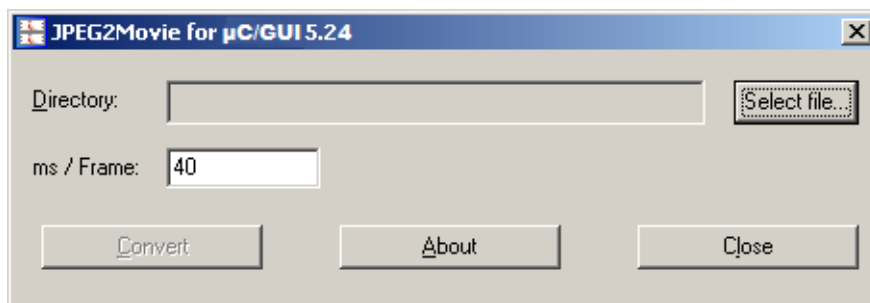 JPEG2Movie for µC/GUI 5.24
Directory: Select file...
ms / Frame: 40
Convert About Close